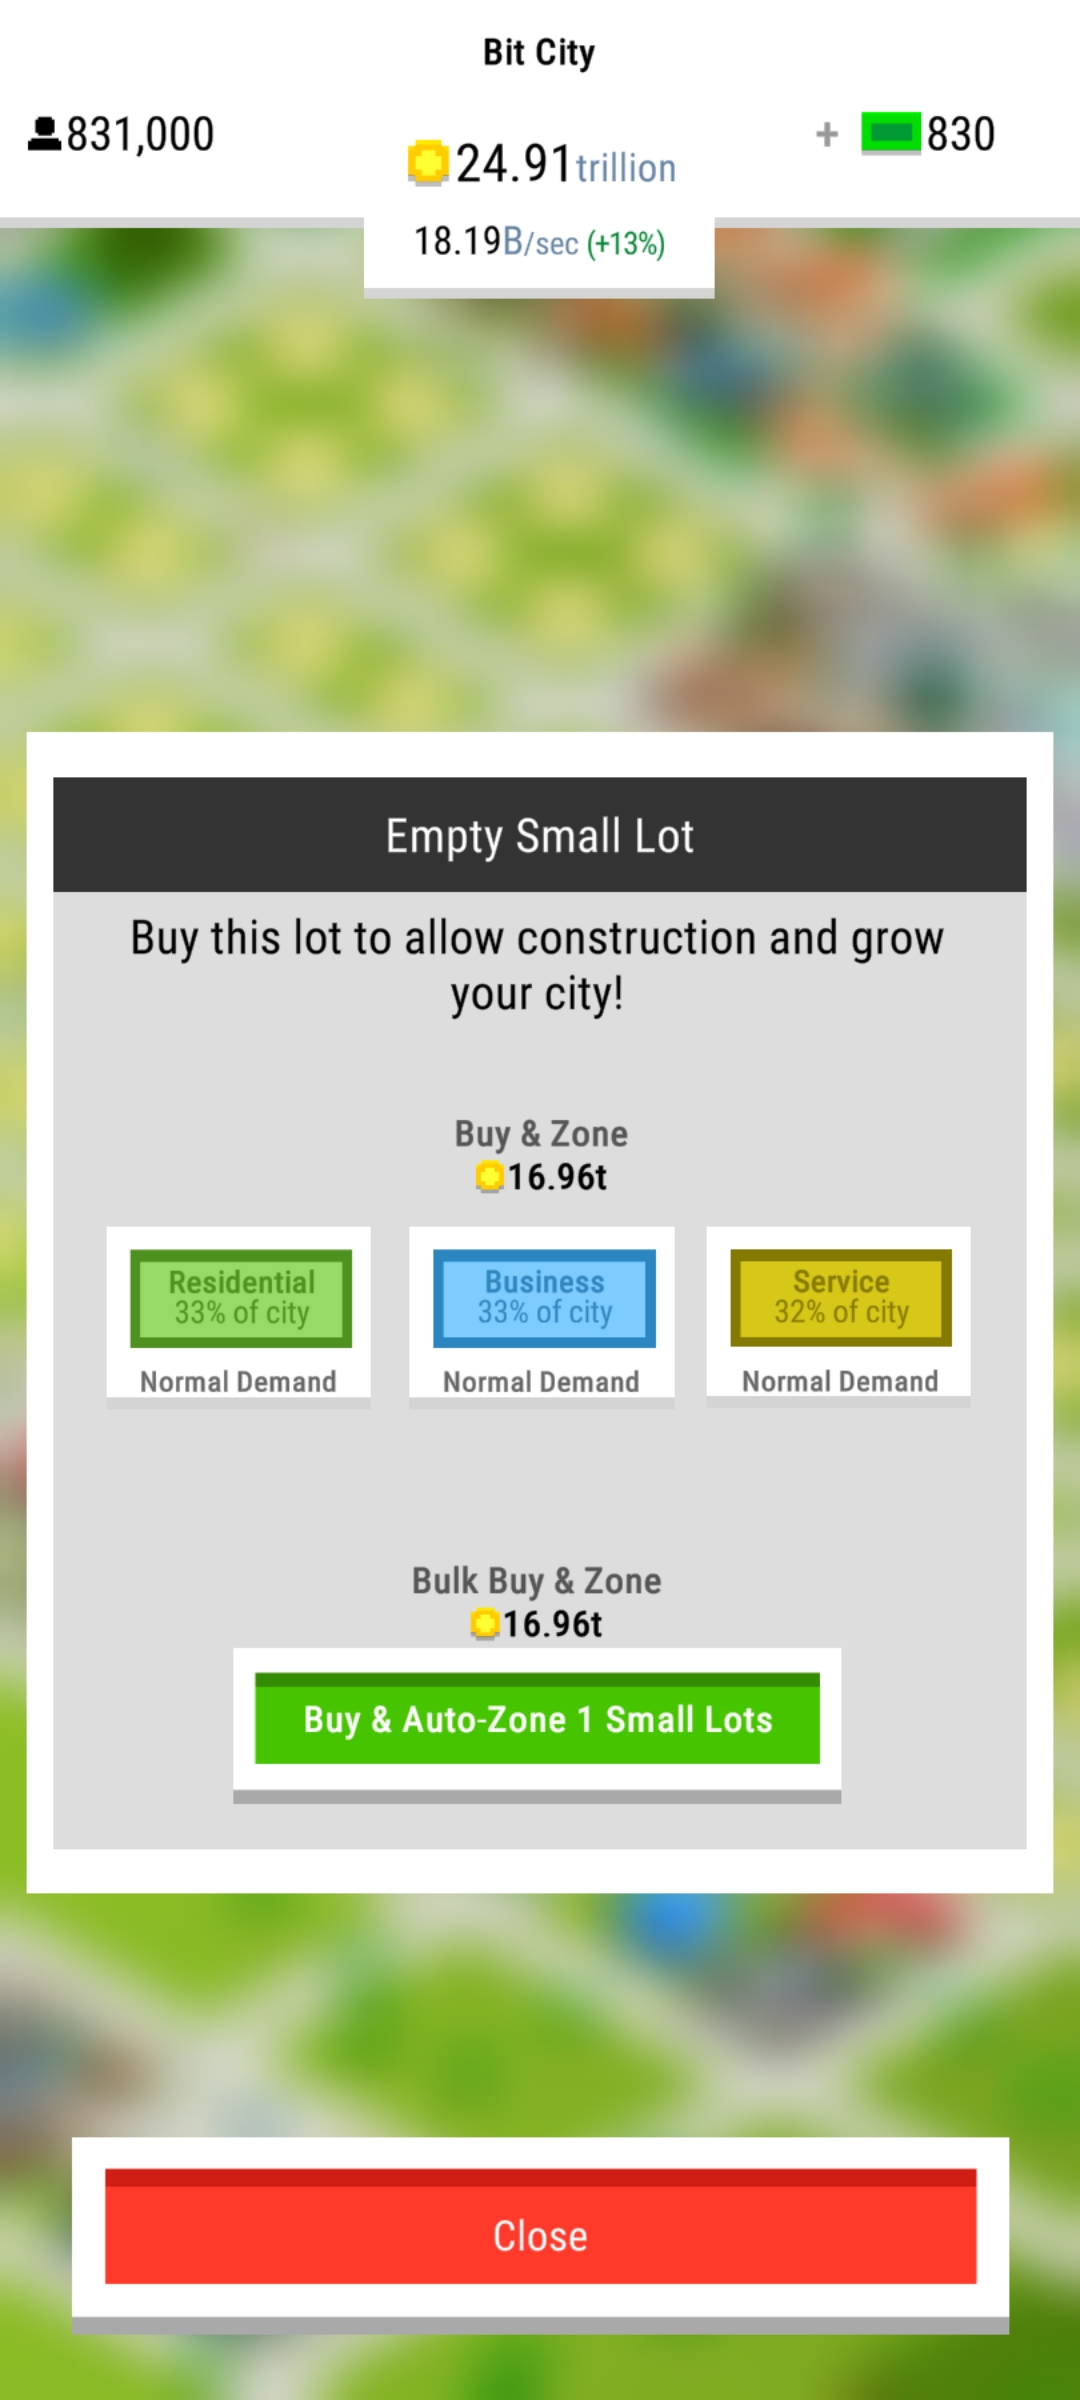 Bit City
831,000
24.91trillion
+ 830
18.19B/sec (+13%)
Empty Small Lot
Buy this lot to allow construction and grow
your city!
Buy & Zone
16.96t
Residential
33% of city
Normal Demand
Business
33% of city
Normal Demand
Service
32% of city
Normal Demand
Bulk Buy & Zone
16.96t
Buy & Auto-Zone 1 Small Lots
Close